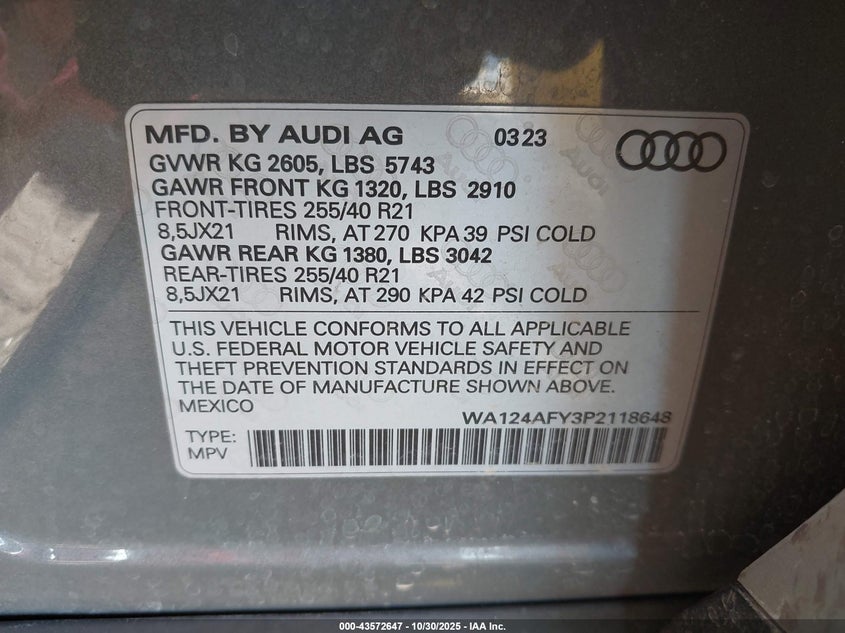 MFD. BY AUDI AG 03 23
GVWR KG 2605, LBS 5743
GAWR FRONT KG 1320, LBS 2910
FRONT-TIRES 255/40 R21
8,5JX21 RIMS, AT 270 KPA 39 PSI COLD
GAWR REAR KG 1380, LBS 3042
REAR-TIRES 255/40 R21
8,5JX21 RIMS, AT 290 KPA 42 PSI COLD
THIS VEHICLE CONFORMS TO ALL APPLICABLE
U.S. FEDERAL MOTOR VEHICLE SAFETY AND
THEFT PREVENTION STANDARDS IN EFFECT ON
THE DATE OF MANUFACTURE SHOWN ABOVE.
MEXICO
WA124AFY3P2118648
TYPE:
MPV
000-43572647 - 10/30/2025 - IAA Inc.